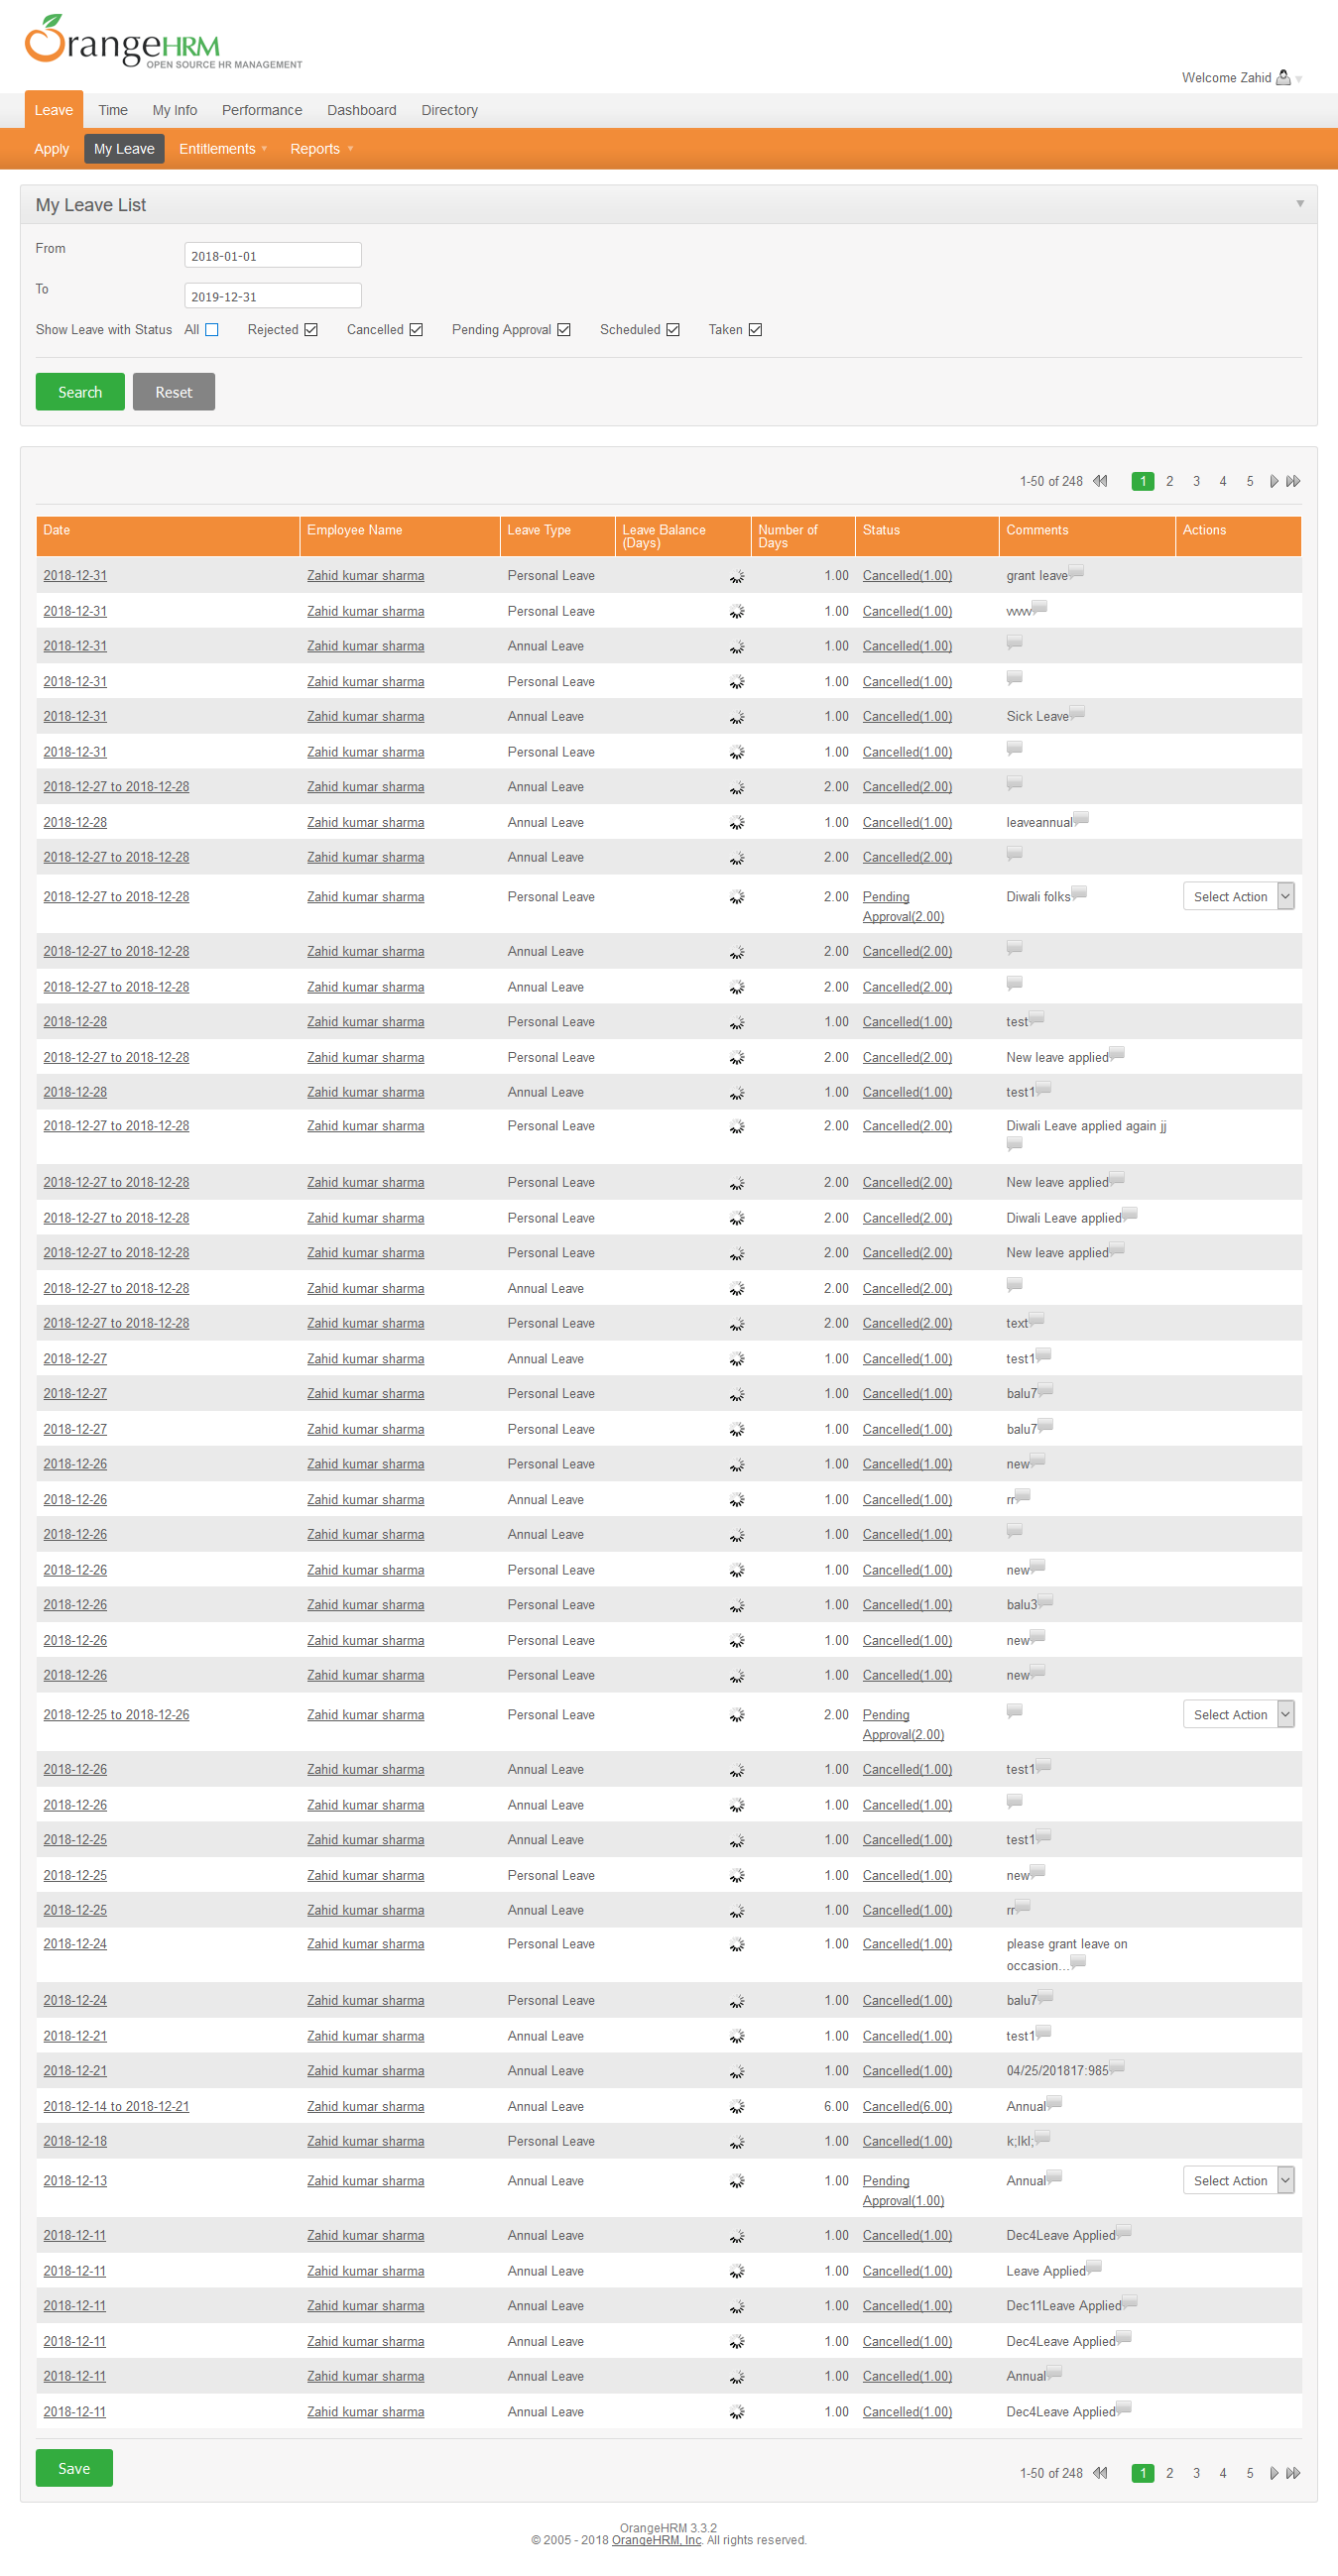 OrangeHRM
OPEN SOURCE HR MANAGEMENT
Welcome Zahid
Leave Time My Info Performance Dashboard Directory
Apply My Leave Entitlements Reports
My Leave List
From 2018-01-01
To 2019-12-31
Show Leave with Status All Rejected Cancelled Pending Approval Scheduled Taken
Search Reset
1-50 of 248 1 2 3 4 5
Date Employee Name Leave Type Leave Balance (Days) Number of Days Status Comments Actions
2018-12-31 Zahid kumar sharma Personal Leave 1.00 Cancelled(1.00) grant leave
2018-12-31 Zahid kumar sharma Personal Leave 1.00 Cancelled(1.00)
2018-12-31 Zahid kumar sharma Annual Leave 1.00 Cancelled(1.00)
2018-12-31 Zahid kumar sharma Personal Leave 1.00 Cancelled(1.00)
2018-12-31 Zahid kumar sharma Annual Leave 1.00 Cancelled(1.00) Sick Leave
2018-12-31 Zahid kumar sharma Personal Leave 1.00 Cancelled(1.00)
2018-12-27 to 2018-12-28 Zahid kumar sharma Annual Leave 2.00 Cancelled(2.00)
2018-12-28 Zahid kumar sharma Annual Leave 1.00 Cancelled(1.00) leaveannual
2018-12-27 to 2018-12-28 Zahid kumar sharma Annual Leave 2.00 Cancelled(2.00)
2018-12-27 to 2018-12-28 Zahid kumar sharma Personal Leave 2.00 Pending Approval(2.00) Diwali folks Select Action
2018-12-27 to 2018-12-28 Zahid kumar sharma Annual Leave 2.00 Cancelled(2.00)
2018-12-27 to 2018-12-28 Zahid kumar sharma Annual Leave 2.00 Cancelled(2.00)
2018-12-28 Zahid kumar sharma Personal Leave 1.00 Cancelled(1.00) test
2018-12-27 to 2018-12-28 Zahid kumar sharma Personal Leave 2.00 Cancelled(2.00) New leave applied
2018-12-28 Zahid kumar sharma Annual Leave 1.00 Cancelled(1.00) test1
2018-12-27 to 2018-12-28 Zahid kumar sharma Personal Leave 2.00 Cancelled(2.00) Diwali Leave applied again jj
2018-12-27 to 2018-12-28 Zahid kumar sharma Personal Leave 2.00 Cancelled(2.00) New leave applied
2018-12-27 to 2018-12-28 Zahid kumar sharma Personal Leave 2.00 Cancelled(2.00) Diwali Leave applied
2018-12-27 to 2018-12-28 Zahid kumar sharma Personal Leave 2.00 Cancelled(2.00) New leave applied
2018-12-27 to 2018-12-28 Zahid kumar sharma Annual Leave 2.00 Cancelled(2.00)
2018-12-27 to 2018-12-28 Zahid kumar sharma Personal Leave 2.00 Cancelled(2.00) text
2018-12-27 Zahid kumar sharma Annual Leave 1.00 Cancelled(1.00) test1
2018-12-27 Zahid kumar sharma Personal Leave 1.00 Cancelled(1.00) balu7
2018-12-27 Zahid kumar sharma Personal Leave 1.00 Cancelled(1.00) balu7
2018-12-26 Zahid kumar sharma Personal Leave 1.00 Cancelled(1.00) new
2018-12-26 Zahid kumar sharma Annual Leave 1.00 Cancelled(1.00) rr
2018-12-26 Zahid kumar sharma Annual Leave 1.00 Cancelled(1.00)
2018-12-26 Zahid kumar sharma Personal Leave 1.00 Cancelled(1.00) new
2018-12-26 Zahid kumar sharma Personal Leave 1.00 Cancelled(1.00) balu3
2018-12-26 Zahid kumar sharma Personal Leave 1.00 Cancelled(1.00) new
2018-12-26 Zahid kumar sharma Personal Leave 1.00 Cancelled(1.00) new
2018-12-25 to 2018-12-26 Zahid kumar sharma Personal Leave 2.00 Pending Approval(2.00) Select Action
2018-12-26 Zahid kumar sharma Annual Leave 1.00 Cancelled(1.00) test1
2018-12-26 Zahid kumar sharma Annual Leave 1.00 Cancelled(1.00)
2018-12-25 Zahid kumar sharma Annual Leave 1.00 Cancelled(1.00) test1
2018-12-25 Zahid kumar sharma Personal Leave 1.00 Cancelled(1.00) new
2018-12-25 Zahid kumar sharma Annual Leave 1.00 Cancelled(1.00) rr
2018-12-24 Zahid kumar sharma Personal Leave 1.00 Cancelled(1.00) please grant leave on occasion...
2018-12-24 Zahid kumar sharma Personal Leave 1.00 Cancelled(1.00) balu7
2018-12-21 Zahid kumar sharma Annual Leave 1.00 Cancelled(1.00) test1
2018-12-21 Zahid kumar sharma Annual Leave 1.00 Cancelled(1.00) 04/25/201817:985
2018-12-14 to 2018-12-21 Zahid kumar sharma Annual Leave 6.00 Cancelled(6.00) Annual
2018-12-18 Zahid kumar sharma Personal Leave 1.00 Cancelled(1.00) k;lkl;
2018-12-13 Zahid kumar sharma Annual Leave 1.00 Pending Approval(1.00) Annual Select Action
2018-12-11 Zahid kumar sharma Annual Leave 1.00 Cancelled(1.00) Dec4Leave Applied
2018-12-11 Zahid kumar sharma Annual Leave 1.00 Cancelled(1.00) Leave Applied
2018-12-11 Zahid kumar sharma Annual Leave 1.00 Cancelled(1.00) Dec11Leave Applied
2018-12-11 Zahid kumar sharma Annual Leave 1.00 Cancelled(1.00) Dec4Leave Applied
2018-12-11 Zahid kumar sharma Annual Leave 1.00 Cancelled(1.00) Annual
2018-12-11 Zahid kumar sharma Annual Leave 1.00 Cancelled(1.00) Dec4Leave Applied
Save 1-50 of 248 1 2 3 4 5
OrangeHRM 3.3.2
© 2005 - 2018 OrangeHRM, Inc. All rights reserved.